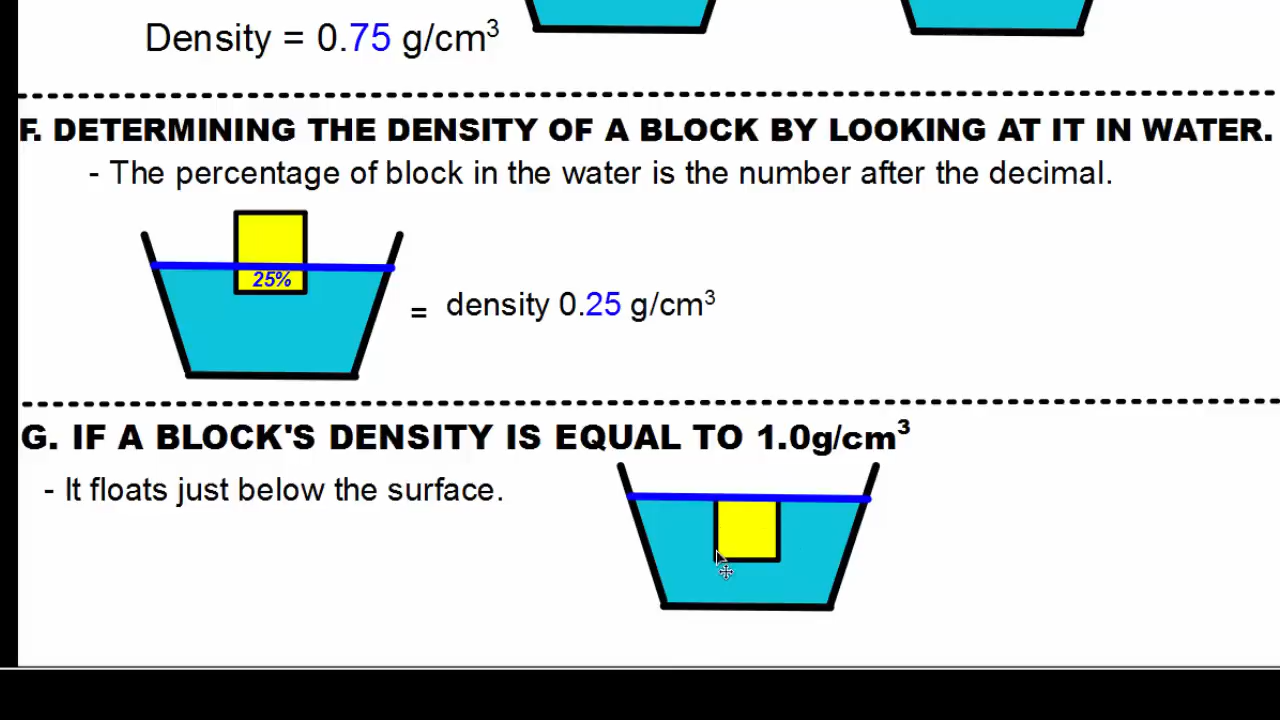 Density = 0.75 g/cm³
F. DETERMINING THE DENSITY OF A BLOCK BY LOOKING AT IT IN WATER.
- The percentage of block in the water is the number after the decimal.
25%
= density 0.25 g/cm³
G. IF A BLOCK'S DENSITY IS EQUAL TO 1.0g/cm³
- It floats just below the surface.